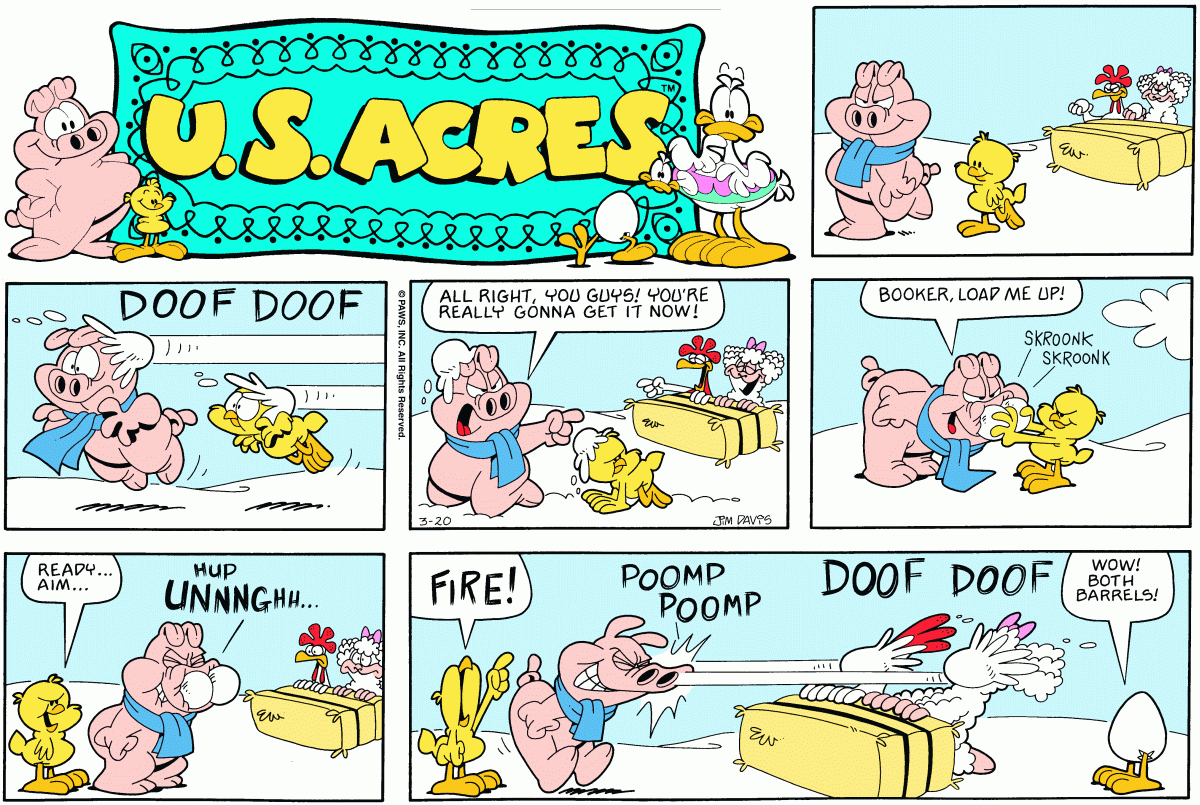 U.S. ACRES
TM
DOOF DOOF
© PAWS, INC. All Rights Reserved.
ALL RIGHT, YOU GUYS! YOU'RE
REALLY GONNA GET IT NOW!
3-20
JIM DAVIS
BOOKER, LOAD ME UP!
SKROONK
SKROONK
READY...
AIM...
HUP
UNNNGHH...
FIRE!
POOMP
POOMP
DOOF DOOF
WOW!
BOTH
BARRELS!